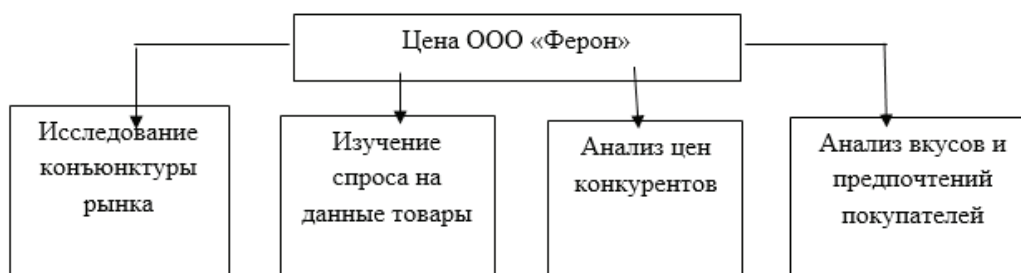 Цена ООО «Ферон»
Исследование
конъюнктуры
рынка
Изучение
спроса на
данные товары
Анализ цен
конкурентов
Анализ вкусов и
предпочтений
покупателей